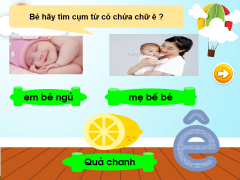 Bé hãy tìm cụm từ có chứa chữ ê ?
em bé ngủ
mẹ bế bé
Quả chanh
ê